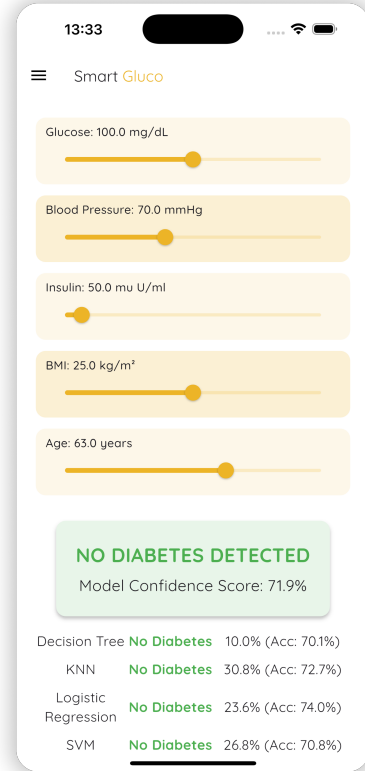 13:33
Smart Gluco
Glucose: 100.0 mg/dL
Blood Pressure: 70.0 mmHg
Insulin: 50.0 mu U/ml
BMI: 25.0 kg/m²
Age: 63.0 years
NO DIABETES DETECTED
Model Confidence Score: 71.9%
Decision Tree No Diabetes 10.0% (Acc: 70.1%)
KNN No Diabetes 30.8% (Acc: 72.7%)
Logistic
Regression No Diabetes 23.6% (Acc: 74.0%)
SVM No Diabetes 26.8% (Acc: 70.8%)